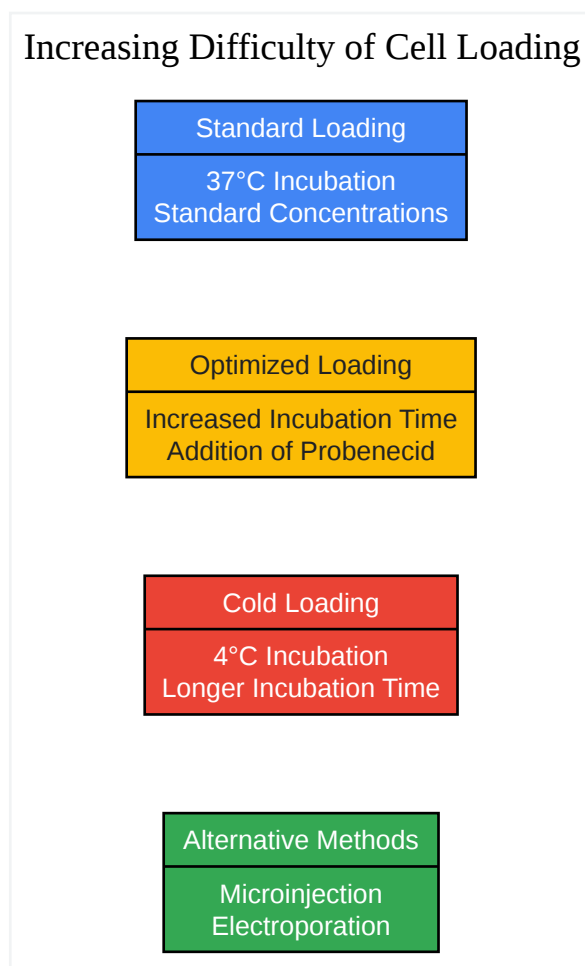 Increasing Difficulty of Cell Loading
Standard Loading
37°C Incubation
Standard Concentrations
Optimized Loading
Increased Incubation Time
Addition of Probenecid
Cold Loading
4°C Incubation
Longer Incubation Time
Alternative Methods
Microinjection
Electroporation